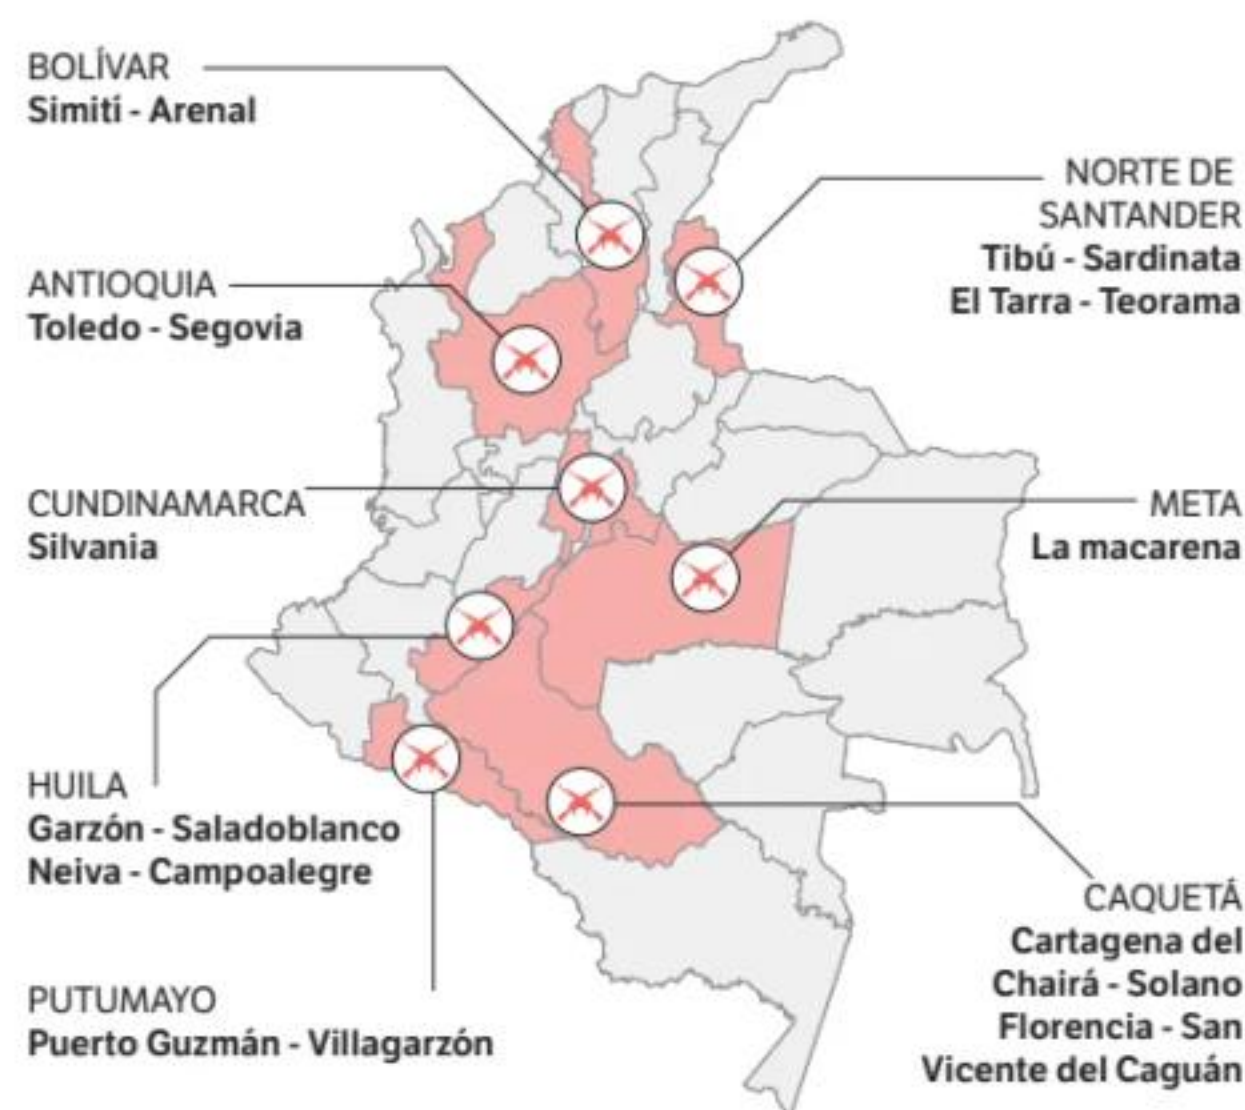 BOLÍVAR
Simití - Arenal
ANTIOQUIA
Toledo - Segovia
CUNDINAMARCA
Silvania
HUILA
Garzón - Saladoblanco
Neiva - Campoalegre
PUTUMAYO
Puerto Guzmán - Villagarzón
NORTE DE
SANTANDER
Tibú - Sardinata
El Tarra - Teorama
META
La macarena
CAQUETÁ
Cartagena del
Chairá - Solano
Florencia - San
Vicente del Caguán